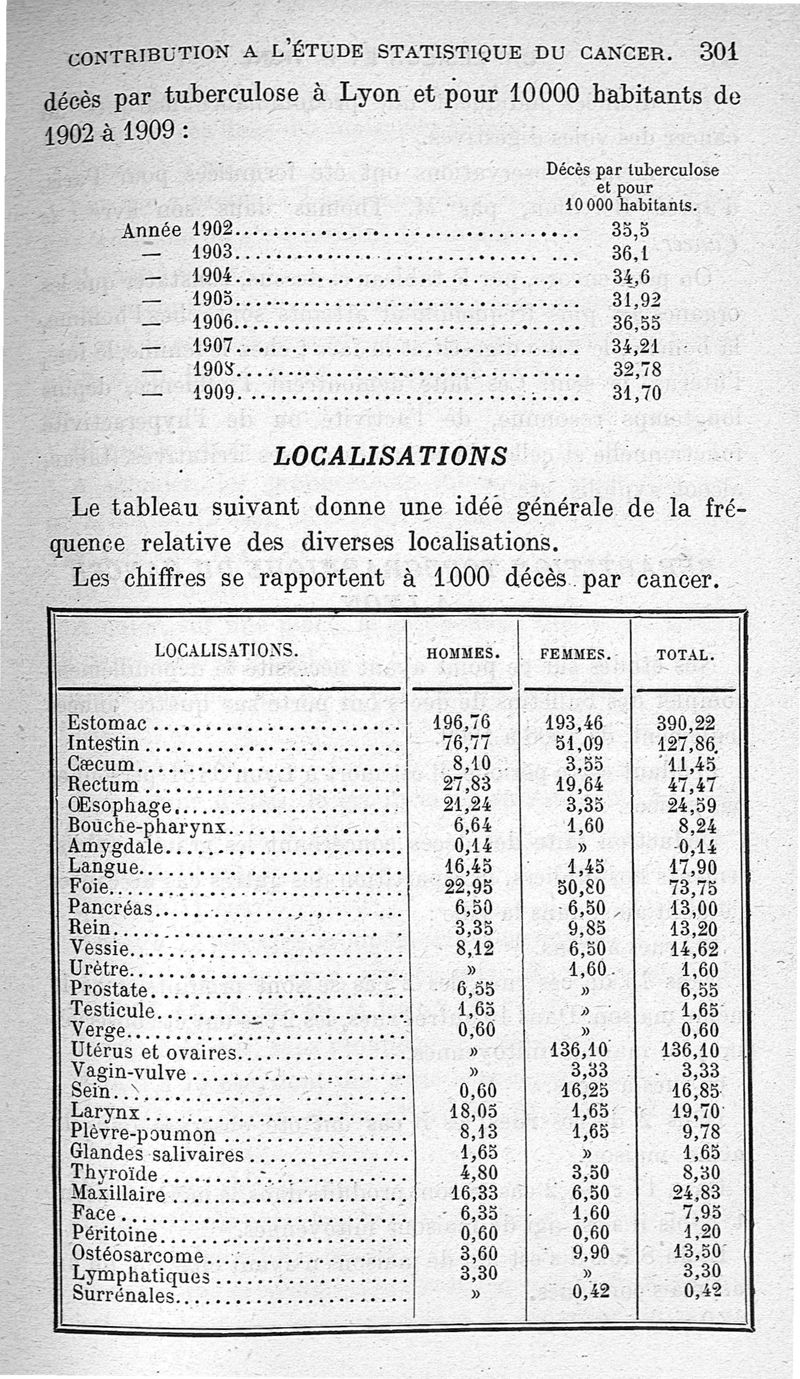 CONTRIBUTION A L'ÉTUDE STATISTIQUE DU CANCER. 301
décès par tuberculose à Lyon et pour 10000 habitants de
1902 à 1909 :
Décès par tuberculose
et pour
10 000 habitants.
Année 1902 35,5
— 1903 36,1
— 1904 34,6
— 1905 31,92
— 1906 36,55
— 1907 34,21
— 1908 32,78
— 1909 31,70
LOCALISATIONS
Le tableau suivant donne une idée générale de la fré-
quence relative des diverses localisations.
Les chiffres se rapportent à 1000 décès par cancer.
LOCALISATIONS. HOMMES. FEMMES. TOTAL.
Estomac 196,76 193,46 390,22
Intestin 76,77 51,09 127,86
Cæcum 8,10 3,55 11,45
Rectum 27,83 19,64 47,47
Œsophage 21,24 3,35 24,59
Bouche-pharynx 6,64 1,60 8,24
Amygdale 0,14 » 0,14
Langue 16,45 1,45 17,90
Foie 22,95 50,80 73,75
Pancréas 6,50 6,50 13,00
Rein 3,35 9,85 13,20
Vessie 8,12 6,50 14,62
Urètre » 1,60 1,60
Prostate 6,55 » 6,55
Testicule 1,65 » 1,65
Verge 0,60 » 0,60
Utérus et ovaires » 136,10 136,10
Vagin-vulve » 3,33 3,33
Sein 0,60 16,25 16,85
Larynx 18,05 1,65 19,70
Plèvre-poumon 8,13 1,65 9,78
Glandes salivaires 1,65 » 1,65
Thyroïde 4,80 3,50 8,30
Maxillaire 16,33 6,50 24,83
Face 6,35 1,60 7,95
Péritoine 0,60 0,60 1,20
Ostéosarcome 3,60 9,90 13,50
Lymphatiques 3,30 » 3,30
Surrénales » 0,42 0,42